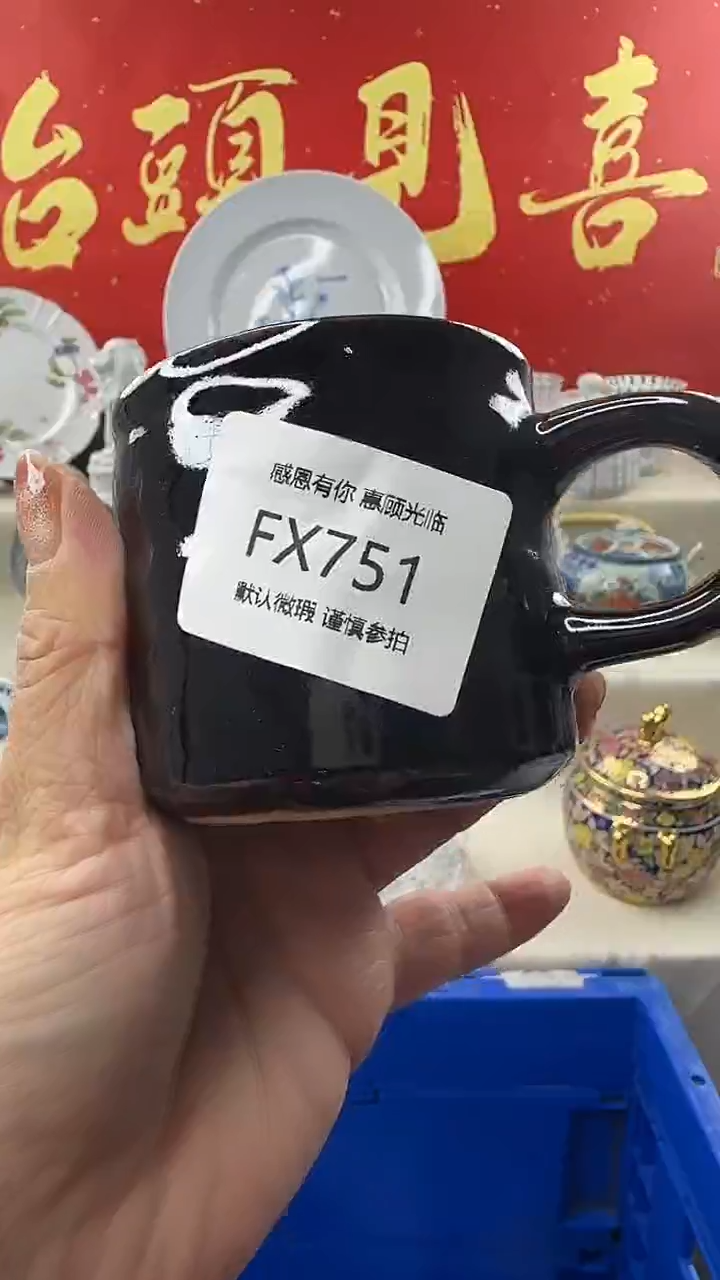 抬頭見喜
感恩有你 惠顾光临
FX751
默认微瑕 谨慎参拍